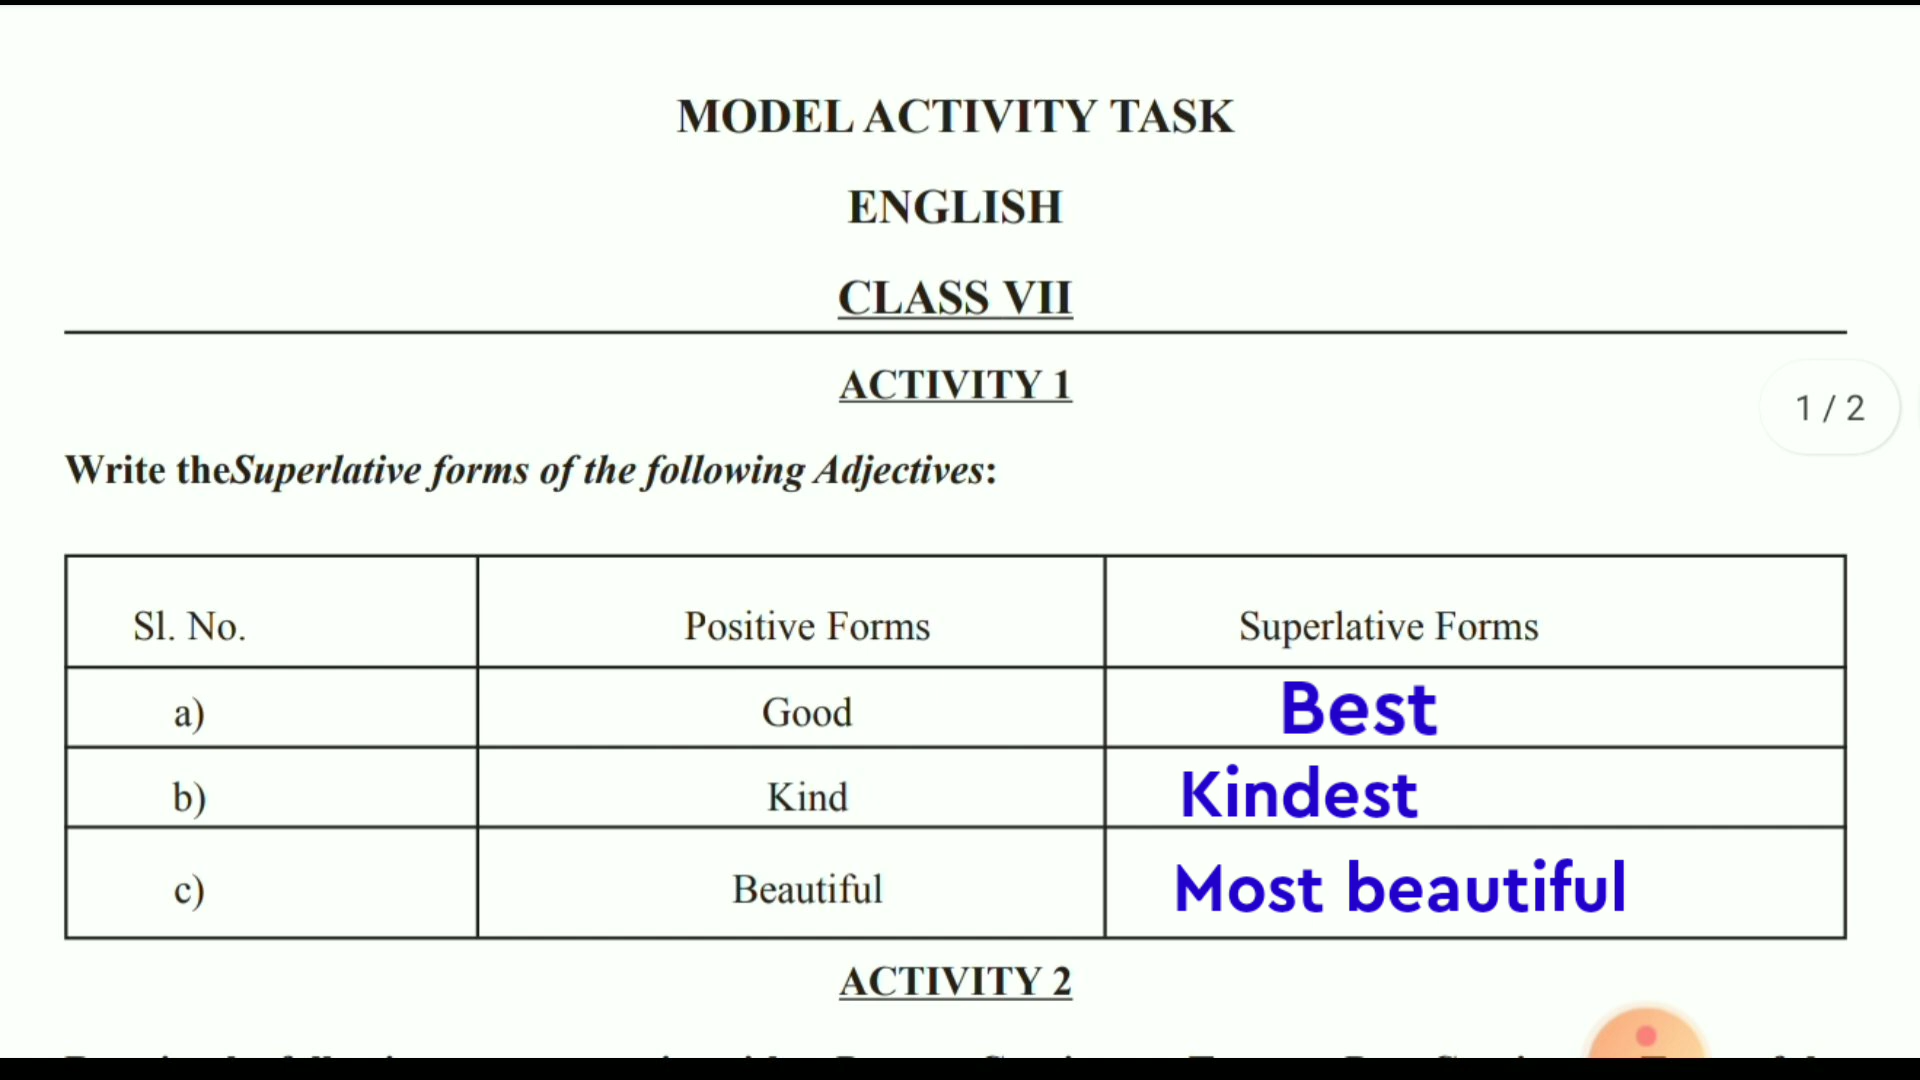 MODEL ACTIVITY TASK
ENGLISH
CLASS VII
ACTIVITY 1
1 / 2
Write theSuperlative forms of the following Adjectives:
Sl. No. Positive Forms Superlative Forms
a) Good Best
b) Kind Kindest
c) Beautiful Most beautiful
ACTIVITY 2